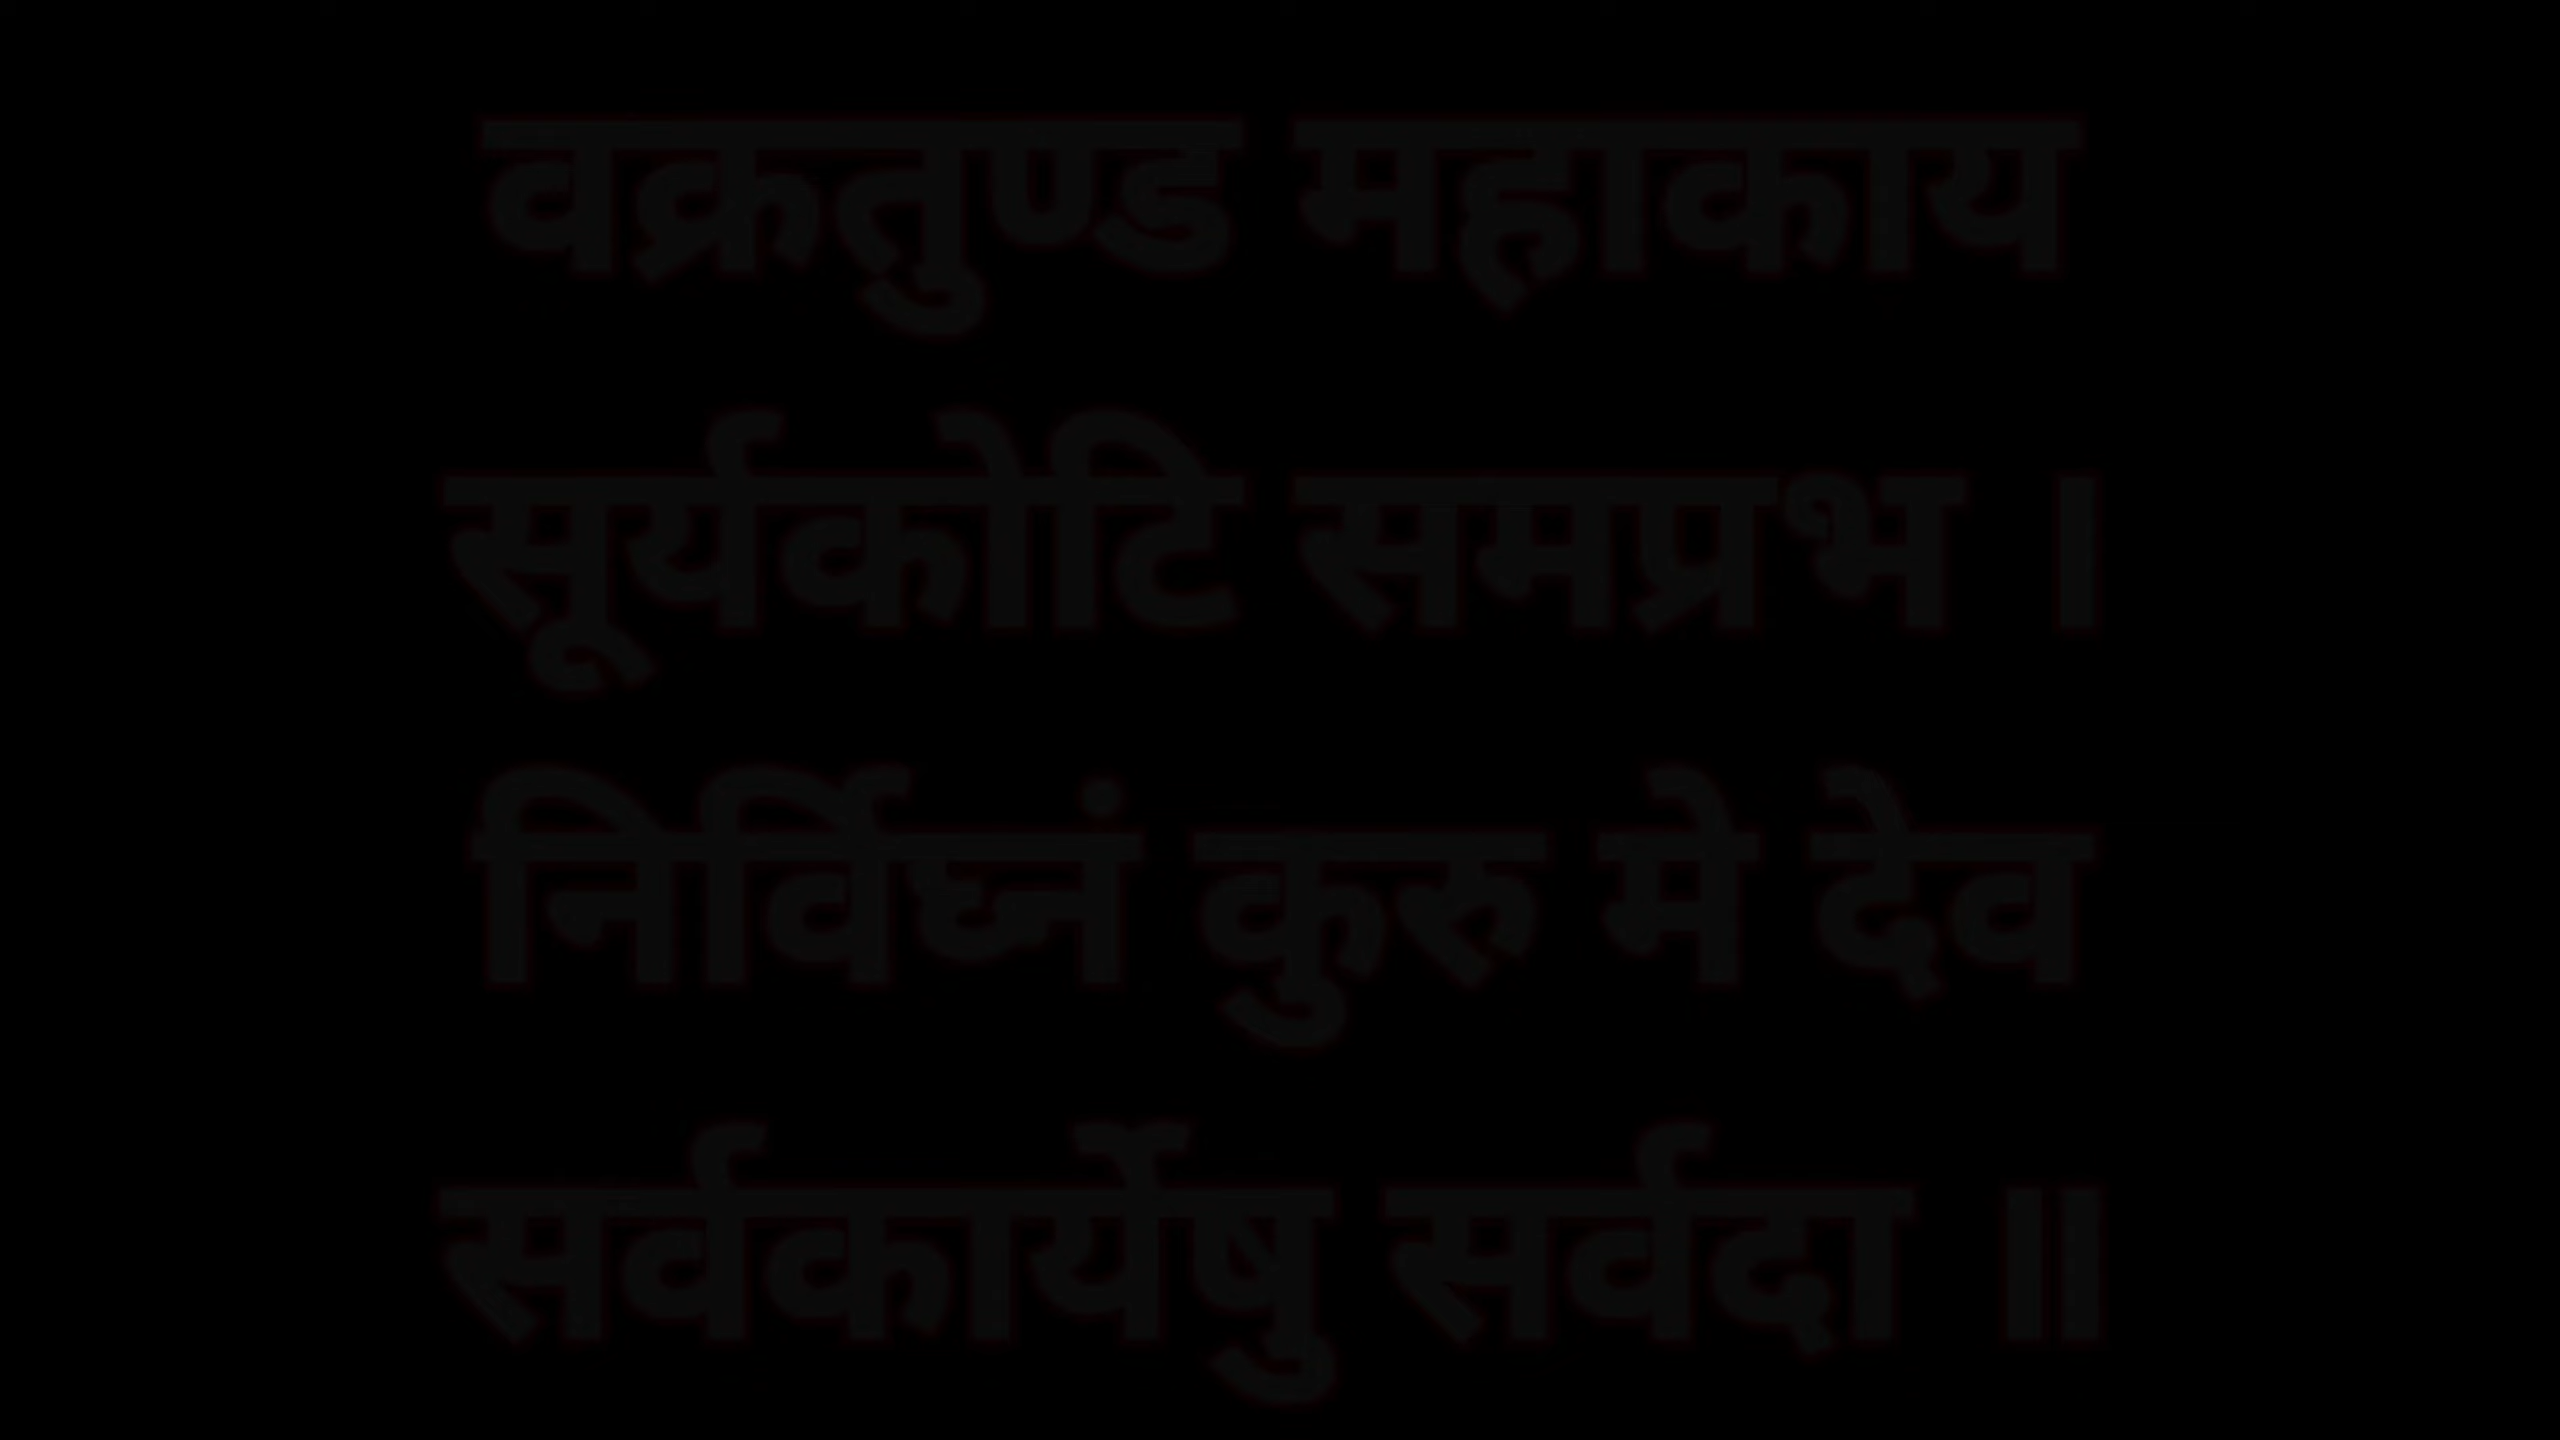 वक्रतुण्ड महाकाय
सूर्यकोटि समप्रभ ।
निर्विघ्नं कुरु मे देव
सर्वकार्येषु सर्वदा ॥